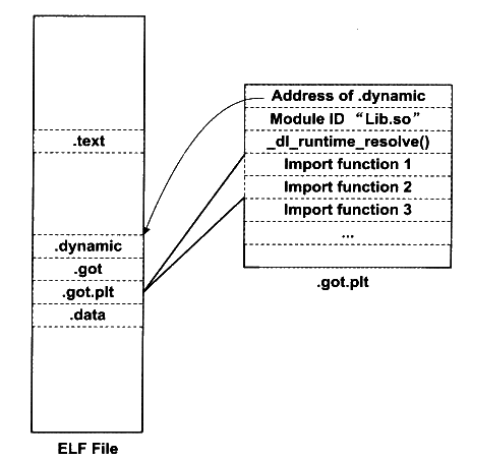 .text
.dynamic
.got
.got.plt
.data
ELF File
Address of .dynamic
Module ID “Lib.so”
_dl_runtime_resolve()
Import function 1
Import function 2
Import function 3
...
.got.plt